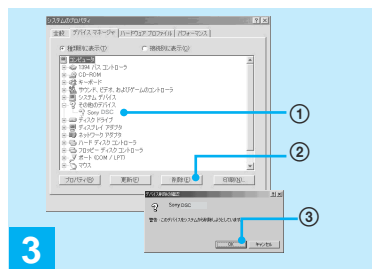 システムのプロパティ
全般 デバイス マネージャ ハードウェア プロファイル パフォーマンス
種類別に表示(T) 接続別に表示(C)
コンピュータ
1394 バス コントローラ
CD-ROM
キーボード
サウンド、ビデオ、およびゲームのコントローラ
システム デバイス
その他のデバイス
Sony DSC
①
ディスク ドライブ
ディスプレイ アダプタ
ネットワーク アダプタ
ハード ディスク コントローラ
フロッピー ディスク コントローラ
ポート (COM / LPT)
マウス
②
プロパティ(R) 更新(F) 削除(E) 印刷(N)...
デバイス削除の確認
Sony DSC
③
警告: このデバイスをシステムから削除しようとしています。
OK キャンセル
3